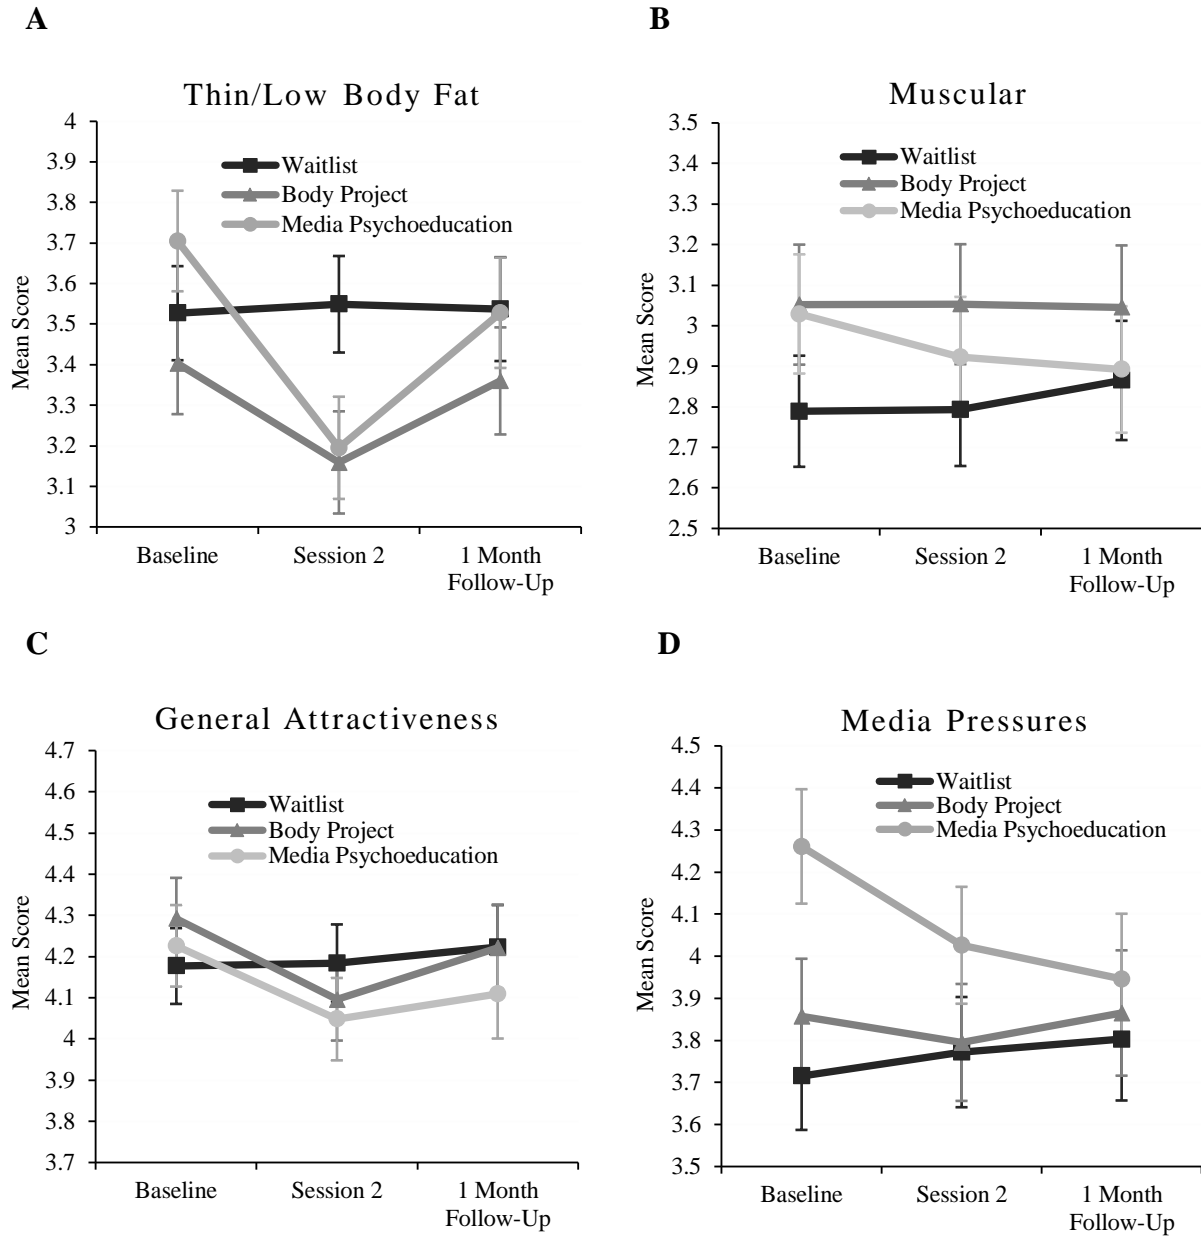 A
Thin/Low Body Fat
4
3.9
3.8
3.7
3.6
3.5
3.4
3.3
3.2
3.1
3
Mean Score
Waitlist
Body Project
Media Psychoeducation
Baseline
Session 2
1 Month
Follow-Up
B
Muscular
3.5
3.4
3.3
3.2
3.1
3
2.9
2.8
2.7
2.6
2.5
Mean Score
Waitlist
Body Project
Media Psychoeducation
Baseline
Session 2
1 Month
Follow-Up
C
General Attractiveness
4.7
4.6
4.5
4.4
4.3
4.2
4.1
4
3.9
3.8
3.7
Mean Score
Waitlist
Body Project
Media Psychoeducation
Baseline
Session 2
1 Month
Follow-Up
D
Media Pressures
4.5
4.4
4.3
4.2
4.1
4
3.9
3.8
3.7
3.6
3.5
Mean Score
Waitlist
Body Project
Media Psychoeducation
Baseline
Session 2
1 Month
Follow-Up